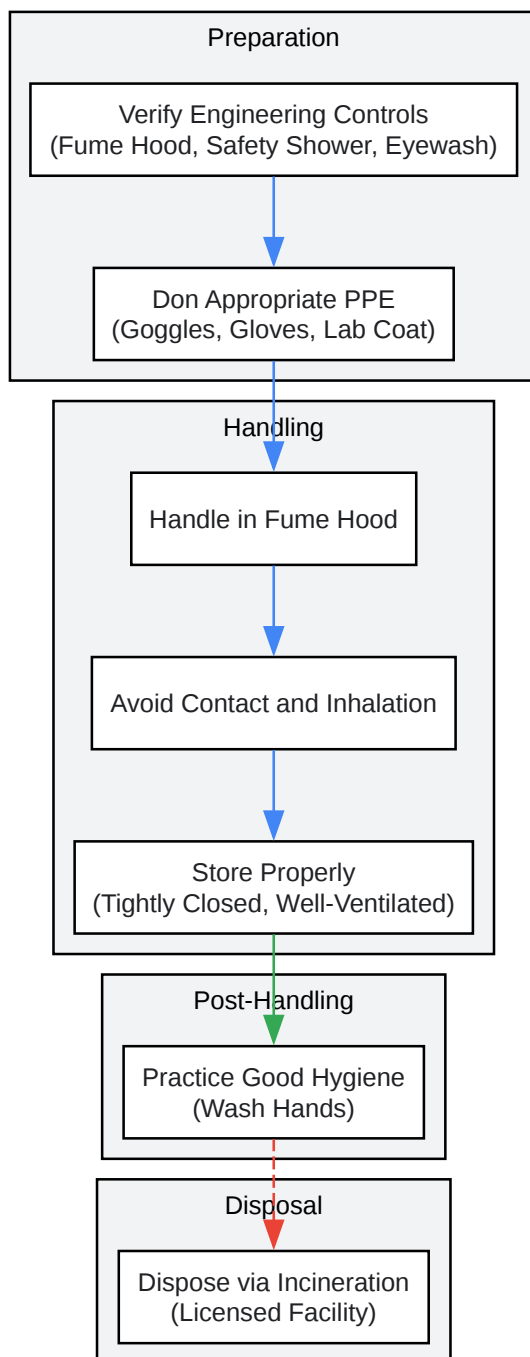 Preparation
Verify Engineering Controls
(Fume Hood, Safety Shower, Eyewash)
Don Appropriate PPE
(Goggles, Gloves, Lab Coat)
Handling
Handle in Fume Hood
Avoid Contact and Inhalation
Store Properly
(Tightly Closed, Well-Ventilated)
Post-Handling
Practice Good Hygiene
(Wash Hands)
Disposal
Dispose via Incineration
(Licensed Facility)